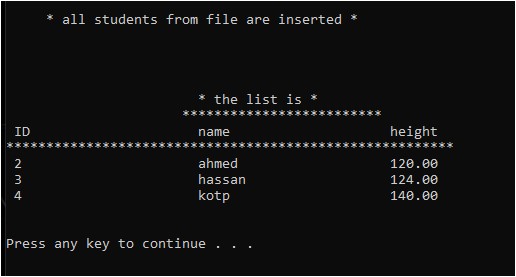 * all students from file are inserted *
* the list is *
*************************
ID name height
********************************************************
2 ahmed 120.00
3 hassan 124.00
4 kotp 140.00
Press any key to continue . . .